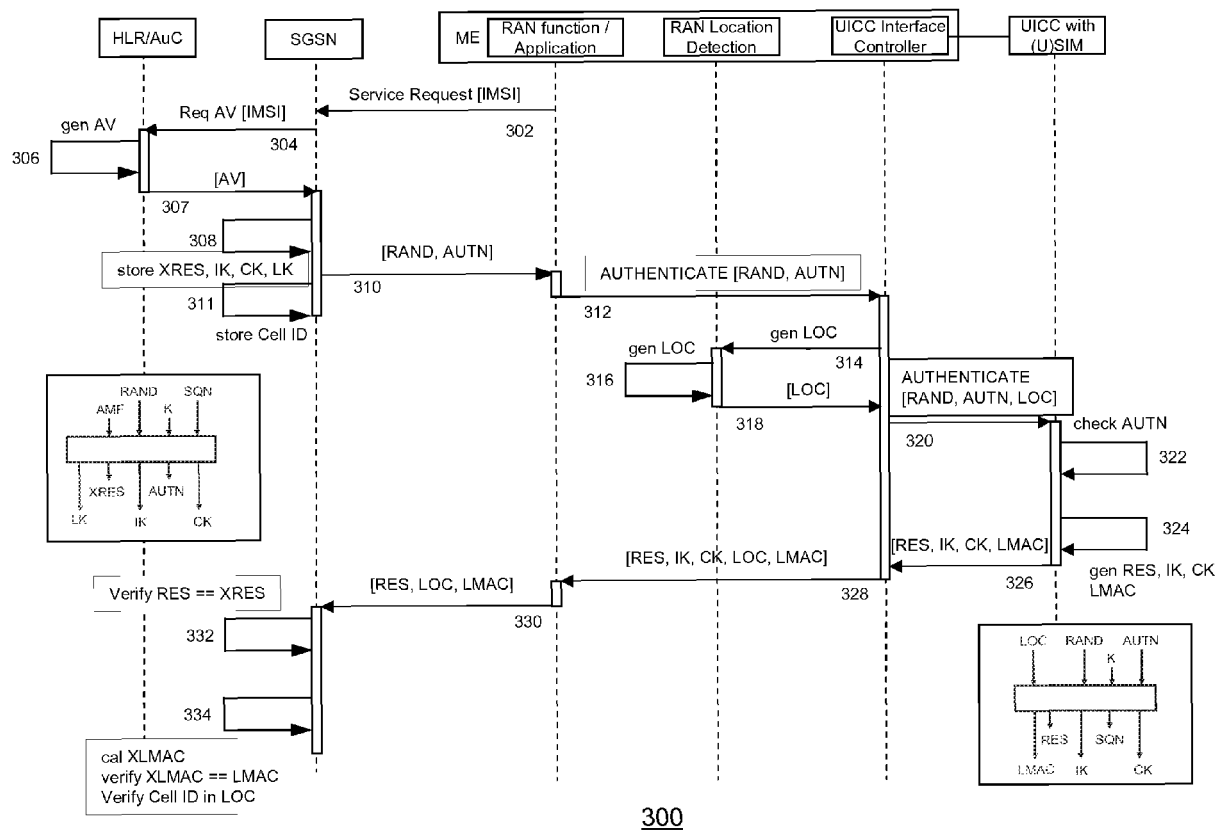 HLR/AuC
SGSN
ME
RAN function /
Application
RAN Location
Detection
UICC Interface
Controller
UICC with
(U)SIM
Service Request [IMSI]
302
Req AV [IMSI]
304
gen AV
306
[AV]
307
308
store XRES, IK, CK, LK
[RAND, AUTN]
310
AUTHENTICATE [RAND, AUTN]
312
311
store Cell ID
gen LOC
314
gen LOC
316
[LOC]
318
AUTHENTICATE
[RAND, AUTN, LOC]
320
check AUTN
322
RAND
SQN
AMF
K
XRES
AUTN
LK
IK
CK
324
gen RES, IK, CK
LMAC
[RES, IK, CK, LMAC]
326
[RES, IK, CK, LOC, LMAC]
328
[RES, LOC, LMAC]
330
Verify RES == XRES
332
334
cal XLMAC
verify XLMAC == LMAC
Verify Cell ID in LOC
LOC
RAND
AUTN
K
RES
SQN
LMAC
IK
CK
300